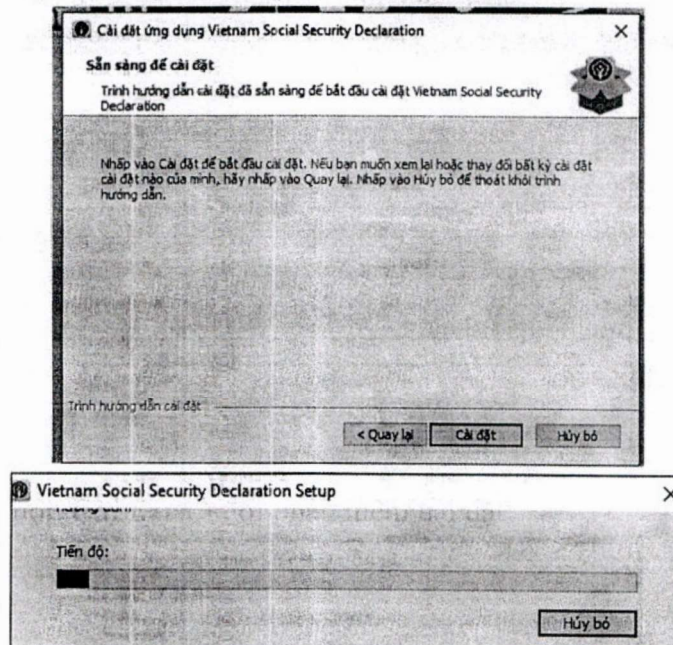 Cài đặt ứng dụng Vietnam Social Security Declaration
Sẵn sàng để cài đặt
Trình hướng dẫn cài đặt đã sẵn sàng để bắt đầu cài đặt Vietnam Social Security
Declaration
Nhấp vào Cài đặt để bắt đầu cài đặt. Nếu bạn muốn xem lại hoặc thay đổi bất kỳ cài đặt
cài đặt nào của mình, hãy nhấp vào Quay lại. Nhấp vào Hủy bỏ để thoát khỏi trình
hướng dẫn.
Trình hướng dẫn cài đặt
< Quay lại Cài đặt Hủy bỏ
Vietnam Social Security Declaration Setup
Tiến độ:
Hủy bỏ